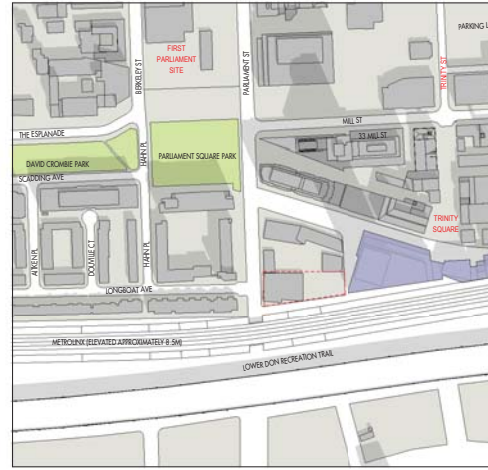 FIRST
PARLIAMENT
SITE
BERKELEY ST
PARLIAMENT ST
PARKING L
TRINITY ST
THE ESPLANADE
MILL ST
33 MILL ST
HAHN PL
DAVID CROMBIE PARK
PARLIAMENT SQUARE PARK
SCADDING AVE
TRINITY
SQUARE
AITKEN PL
DOUVILLE CT
HAHN PL
LONGBOAT AVE
METROLINX (ELEVATED APPROXIMATELY 8.5M)
LOWER DON RECREATION TRAIL